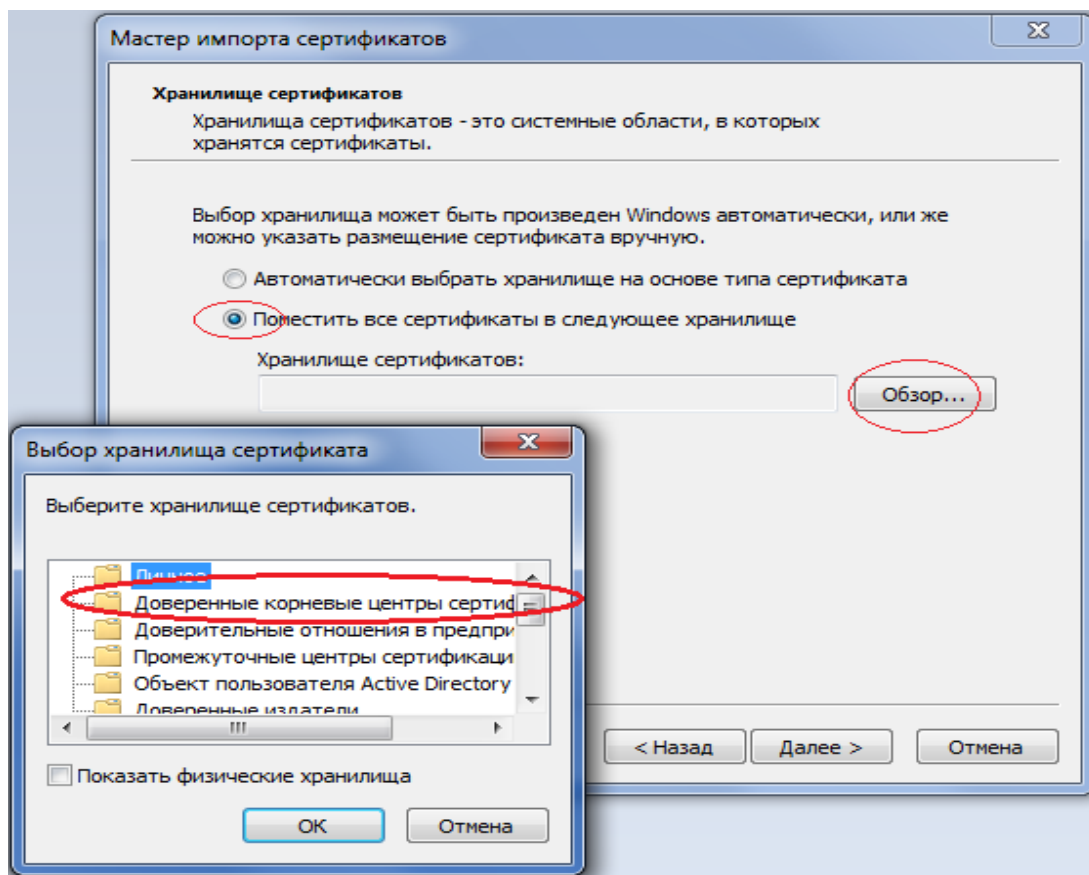 Мастер импорта сертификатов
Хранилище сертификатов
Хранилища сертификатов - это системные области, в которых
хранятся сертификаты.
Выбор хранилища может быть произведен Windows автоматически, или же
можно указать размещение сертификата вручную.
Автоматически выбрать хранилище на основе типа сертификата
Поместить все сертификаты в следующее хранилище
Хранилище сертификатов:
Обзор...
Выбор хранилища сертификата
Выберите хранилище сертификатов.
Личное
Доверенные корневые центры сертиф
Доверительные отношения в предпри
Промежуточные центры сертификаци
Объект пользователя Active Directory
Доверенные издатели
Показать физические хранилища
OK
Отмена
< Назад
Далее >
Отмена